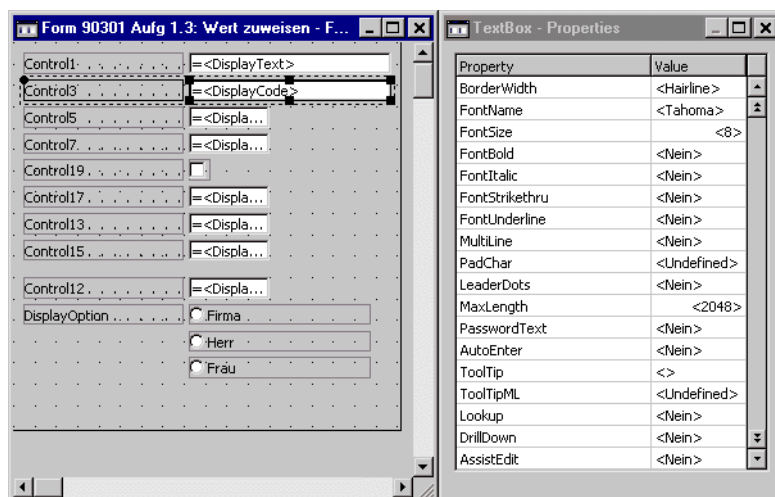 Form 90301 Aufg 1.3: Wert zuweisen - F...
Control1 =<DisplayText>
Control3 =<DisplayCode>
Control5 =<Displa...
Control7 =<Displa...
Control19
Control17 =<Displa...
Control13 =<Displa...
Control15 =<Displa...
Control12 =<Displa...
DisplayOption Firma
Herr
Frau
TextBox - Properties
Property Value
BorderWidth <Hairline>
FontName <Tahoma>
FontSize <8>
FontBold <Nein>
FontItalic <Nein>
FontStrikethru <Nein>
FontUnderline <Nein>
MultiLine <Nein>
PadChar <Undefined>
LeaderDots <Nein>
MaxLength <2048>
PasswordText <Nein>
AutoEnter <Nein>
ToolTip <>
ToolTipML <Undefined>
Lookup <Nein>
DrillDown <Nein>
AssistEdit <Nein>